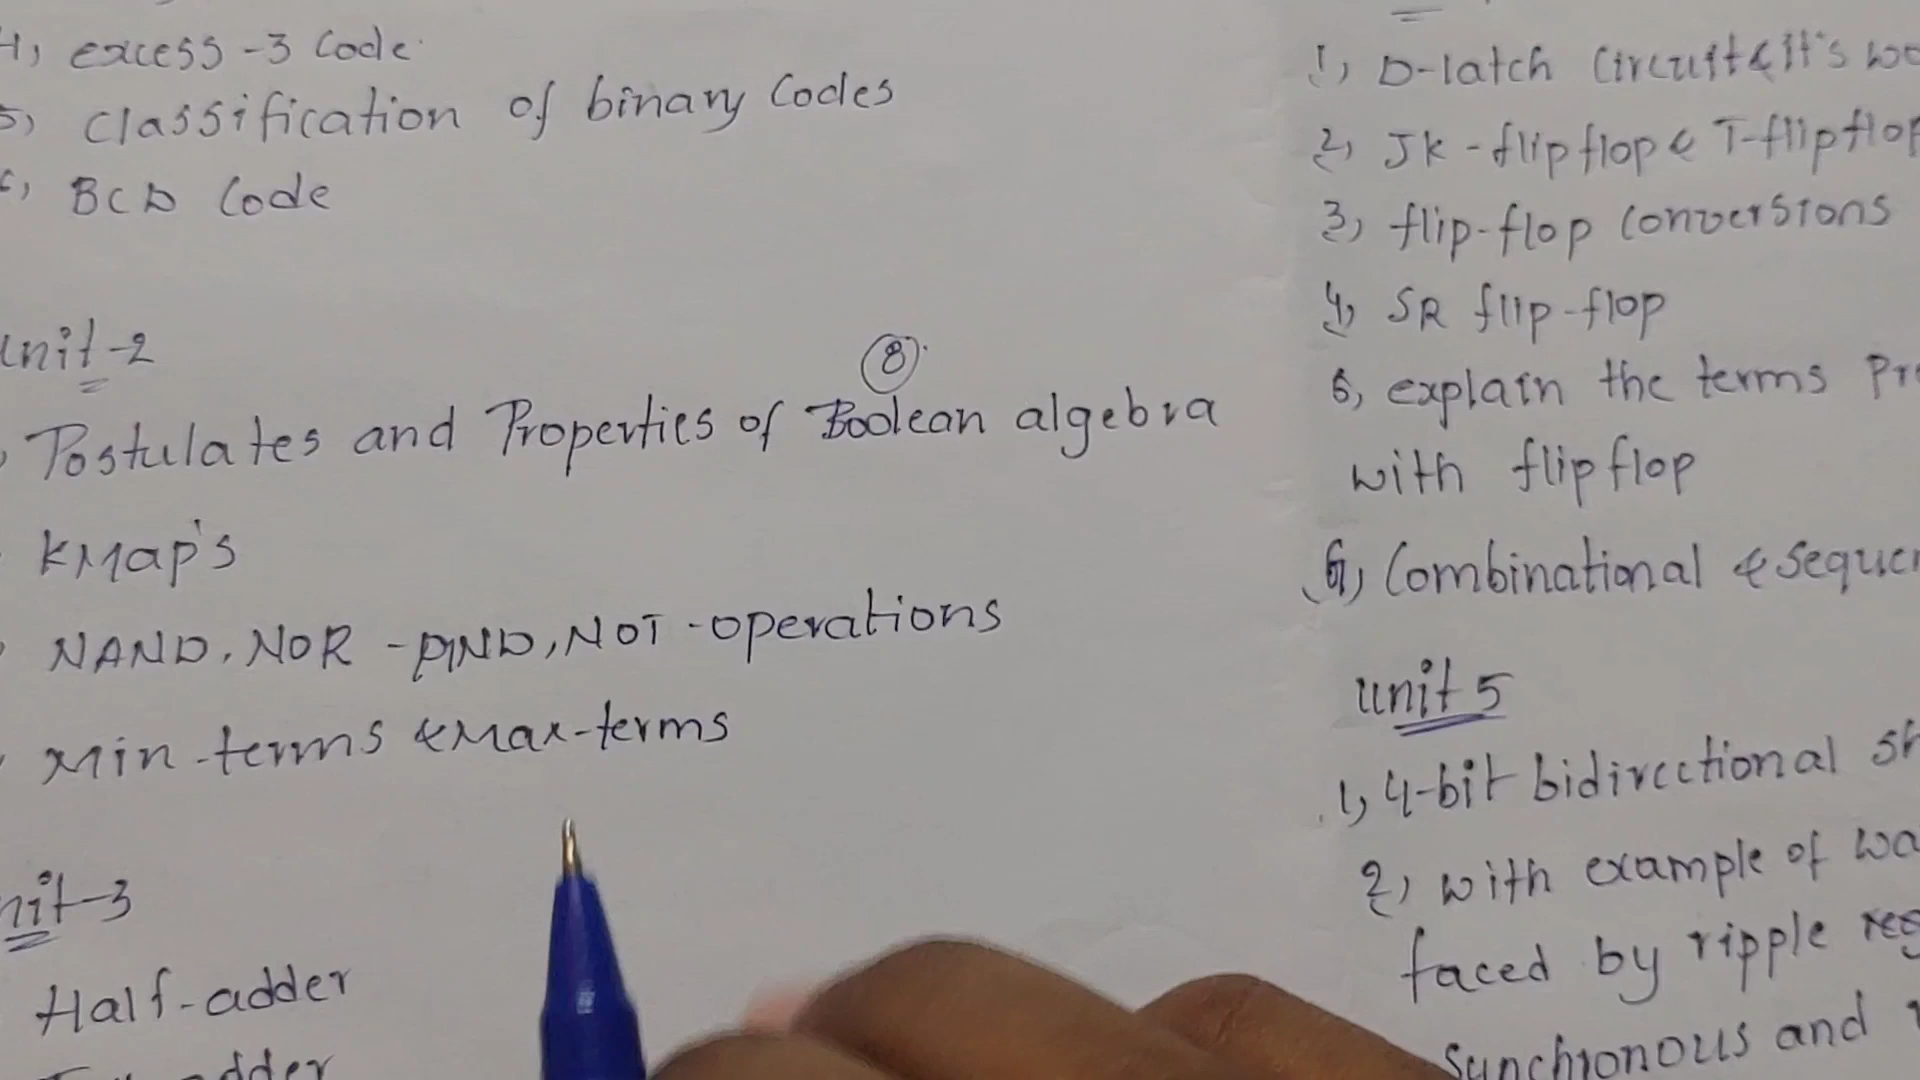 4) excess-3 Code
5) classification of binary Codes
6) BCD Code
Unit-2
8
Postulates and Properties of Boolean algebra
KMap's
NAND, NOR - AND, NOT - operations
Min-terms & Max-terms
Unit-3
Half-adder
adder
1) D-latch Circuit & it's
2) JK-flipflop & T-flipflop
3) flip-flop conversions
4) SR flip-flop
5, explain the terms
with flipflop
6) Combinational &
Unit 5
1) 4-bit bidirectional
2) with example of
faced by ripple
Synchronous and